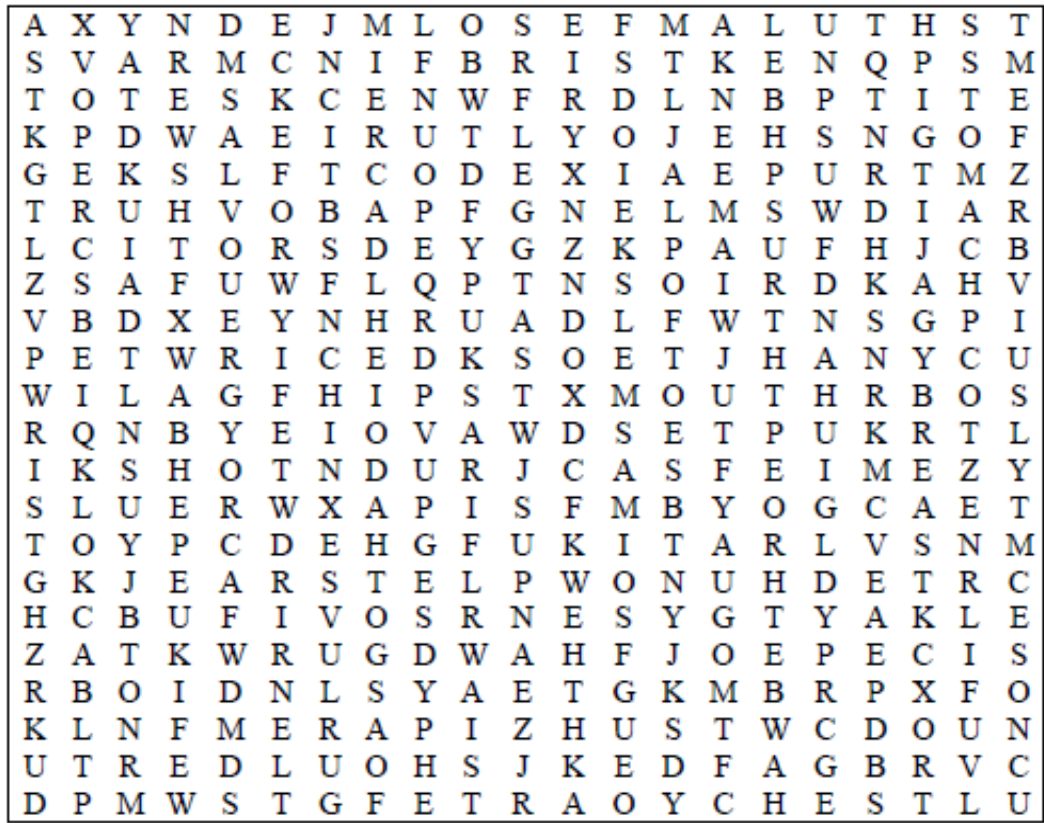 A X Y N D E J M L O S E F M A L U T H S T
S V A R M C N I F B R I S T K E N Q P S M
T O T E S K C E N W F R D L N B P T I T E
K P D W A E I R U T L Y O J E H S N G O F
G E K S L F T C O D E X I A E P U R T M Z
T R U H V O B A P F G N E L M S W D I A R
L C I T O R S D E Y G Z K P A U F H J C B
Z S A F U W F L Q P T N S O I R D K A H V
V B D X E Y N H R U A D L F W T N S G P I
P E T W R I C E D K S O E T J H A N Y C U
W I L A G F H I P S T X M O U T H R B O S
R Q N B Y E I O V A W D S E T P U K R T L
I K S H O T N D U R J C A S F E I M E Z Y
S L U E R W X A P I S F M B Y O G C A E T
T O Y P C D E H G F U K I T A R L V S N M
G K J E A R S T E L P W O N U H D E T R C
H C B U F I V O S R N E S Y G T Y A K L E
Z A T K W R U G D W A H F J O E P E C I S
R B O I D N L S Y A E T G K M B R P X F O
K L N F M E R A P I Z H U S T W C D O U N
U T R E D L U O H S J K E D F A G B R V C
D P M W S T G F E T R A O Y C H E S T L U